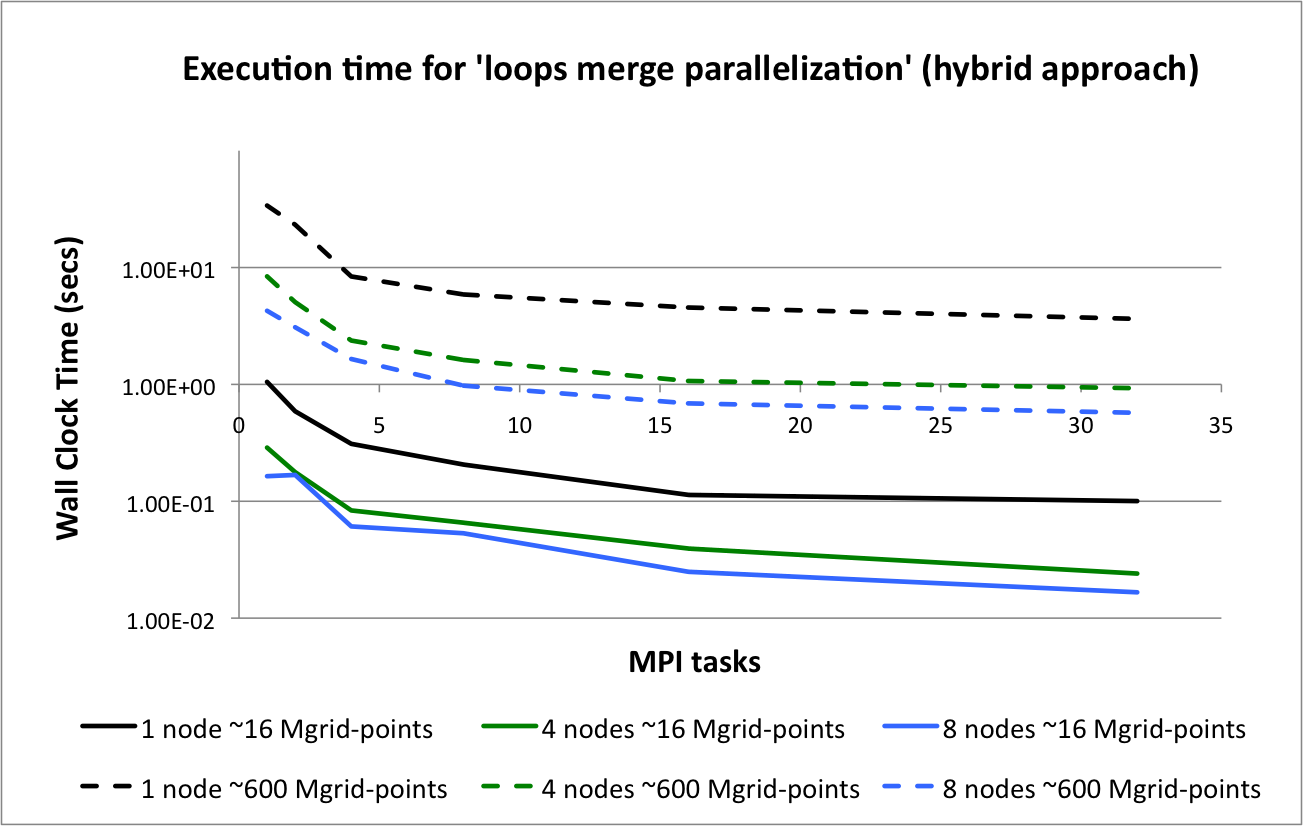 Execution time for 'loops merge parallelization' (hybrid approach)
Wall Clock Time (secs)
1.00E+01
1.00E+00
0 5 10 15 20 25 30 35
1.00E-01
1.00E-02
MPI tasks
1 node ~16 Mgrid-points 4 nodes ~16 Mgrid-points 8 nodes ~16 Mgrid-points
1 node ~600 Mgrid-points 4 nodes ~600 Mgrid-points 8 nodes ~600 Mgrid-points